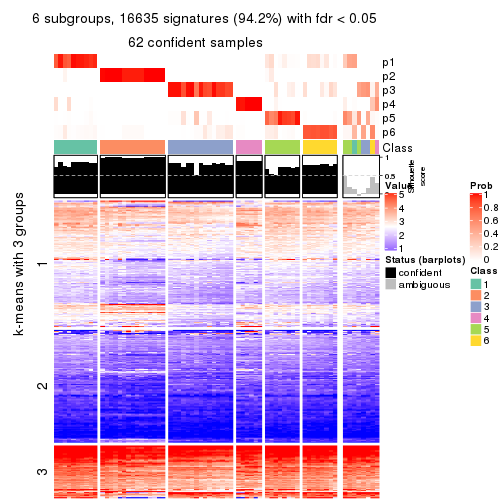 6 subgroups, 16635 signatures (94.2%) with fdr < 0.05
62 confident samples
p1
p2
p3
p4
p5
p6
Class
1
0.5
0
Silhouette
score
k-means with 3 groups
1
2
3
Value
5
4
3
2
1
Status (barplots)
confident
ambiguous
Prob
1
0.8
0.6
0.4
0.2
0
Class
1
2
3
4
5
6